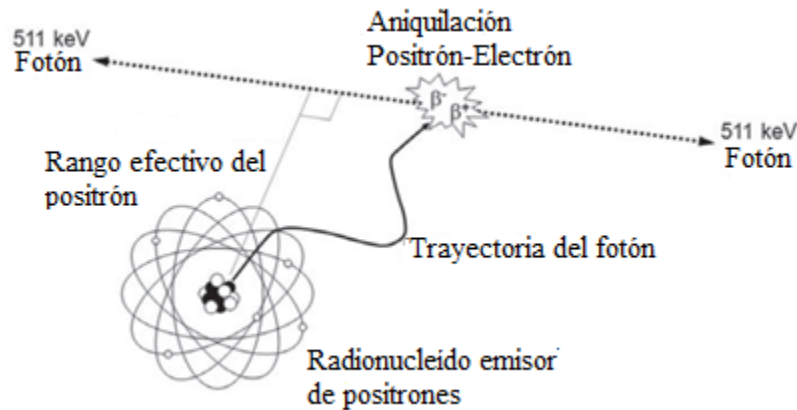 Aniquilación
Positrón-Electrón
511 keV
Fotón
β-
β+
511 keV
Fotón
Rango efectivo del
positrón
Trayectoria del fotón
Radionucleído emisor
de positrones